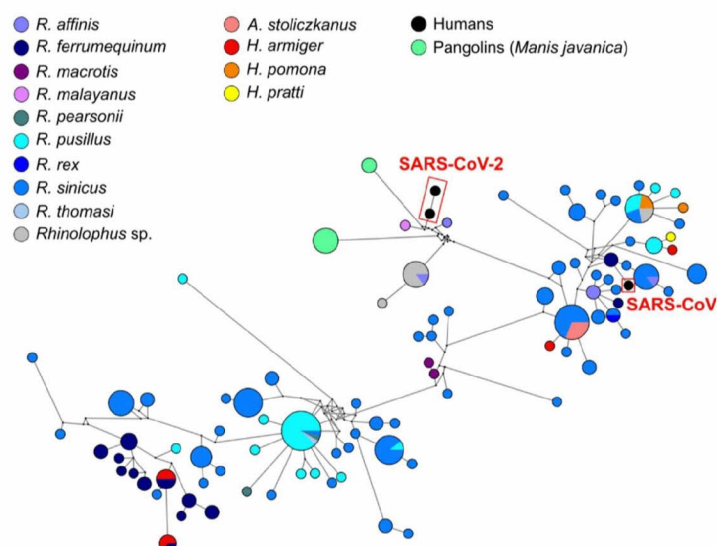 R. affinis
R. ferrumequinum
R. macrotis
R. malayanus
R. pearsonii
R. pusillus
R. rex
R. sinicus
R. thomasi
Rhinolophus sp.
A. stoliczkanus
H. armiger
H. pomona
H. pratti
Humans
Pangolins (Manis javanica)
SARS-CoV-2
SARS-CoV